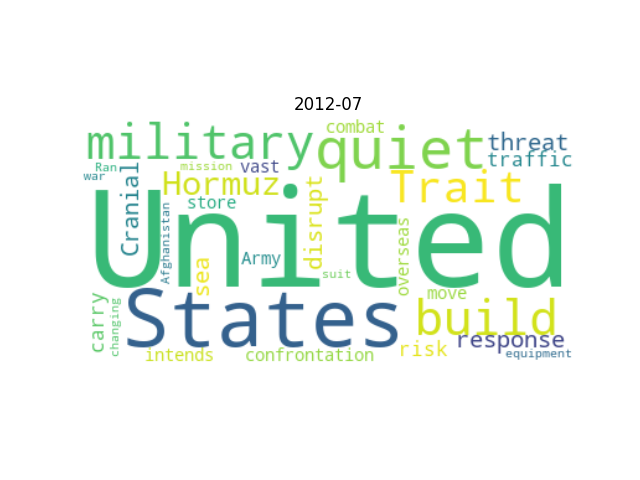 2012-07
combat
military
quiet
threat
traffic
Ran
mission
vast
war
Hormuz
Trait
Cranial
store
United
Afghanistan
disrupt
overseas
Army
sea
suit
move
States
carry
changing
build
response
intends
confrontation
risk
equipment